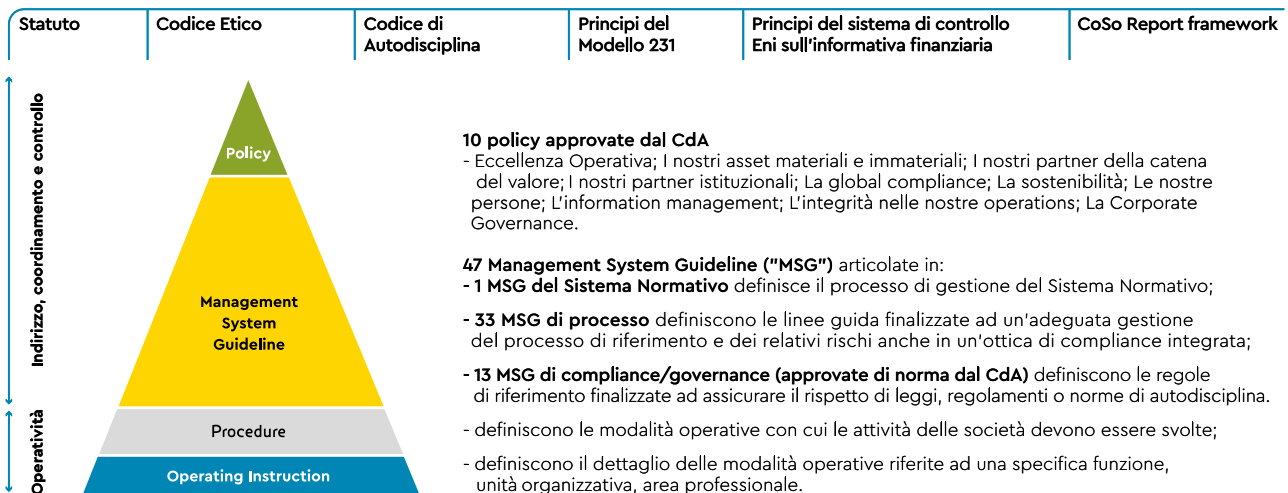 Statuto
Codice Etico
Codice di
Autodisciplina
Principi del
Modello 231
Principi del sistema di controllo
Eni sull'informativa finanziaria
CoSo Report framework
Indirizzo, coordinamento e controllo
Policy
10 policy approvate dal CdA
- Eccellenza Operativa; I nostri asset materiali e immateriali; I nostri partner della catena
del valore; I nostri partner istituzionali; La global compliance; La sostenibilità; Le nostre
persone; L'information management; L'integrità nelle nostre operations; La Corporate
Governance.
Management
System
Guideline
47 Management System Guideline ("MSG") articolate in:
- 1 MSG del Sistema Normativo definisce il processo di gestione del Sistema Normativo;
- 33 MSG di processo definiscono le linee guida finalizzate ad un'adeguata gestione
del processo di riferimento e dei relativi rischi anche in un'ottica di compliance integrata;
- 13 MSG di compliance/governance (approvate di norma dal CdA) definiscono le regole
di riferimento finalizzate ad assicurare il rispetto di leggi, regolamenti o norme di autodisciplina.
Operatività
Procedure
- definiscono le modalità operative con cui le attività delle società devono essere svolte;
Operating Instruction
- definiscono il dettaglio delle modalità operative riferite ad una specifica funzione,
unità organizzativa, area professionale.